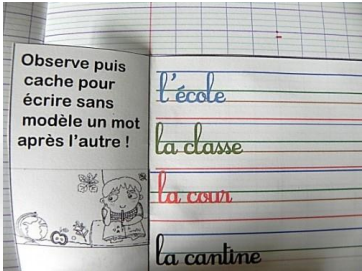 Observe puis
cache pour
écrire sans
modèle un mot
après l'autre !
l'école
la classe
la cour
la cantine